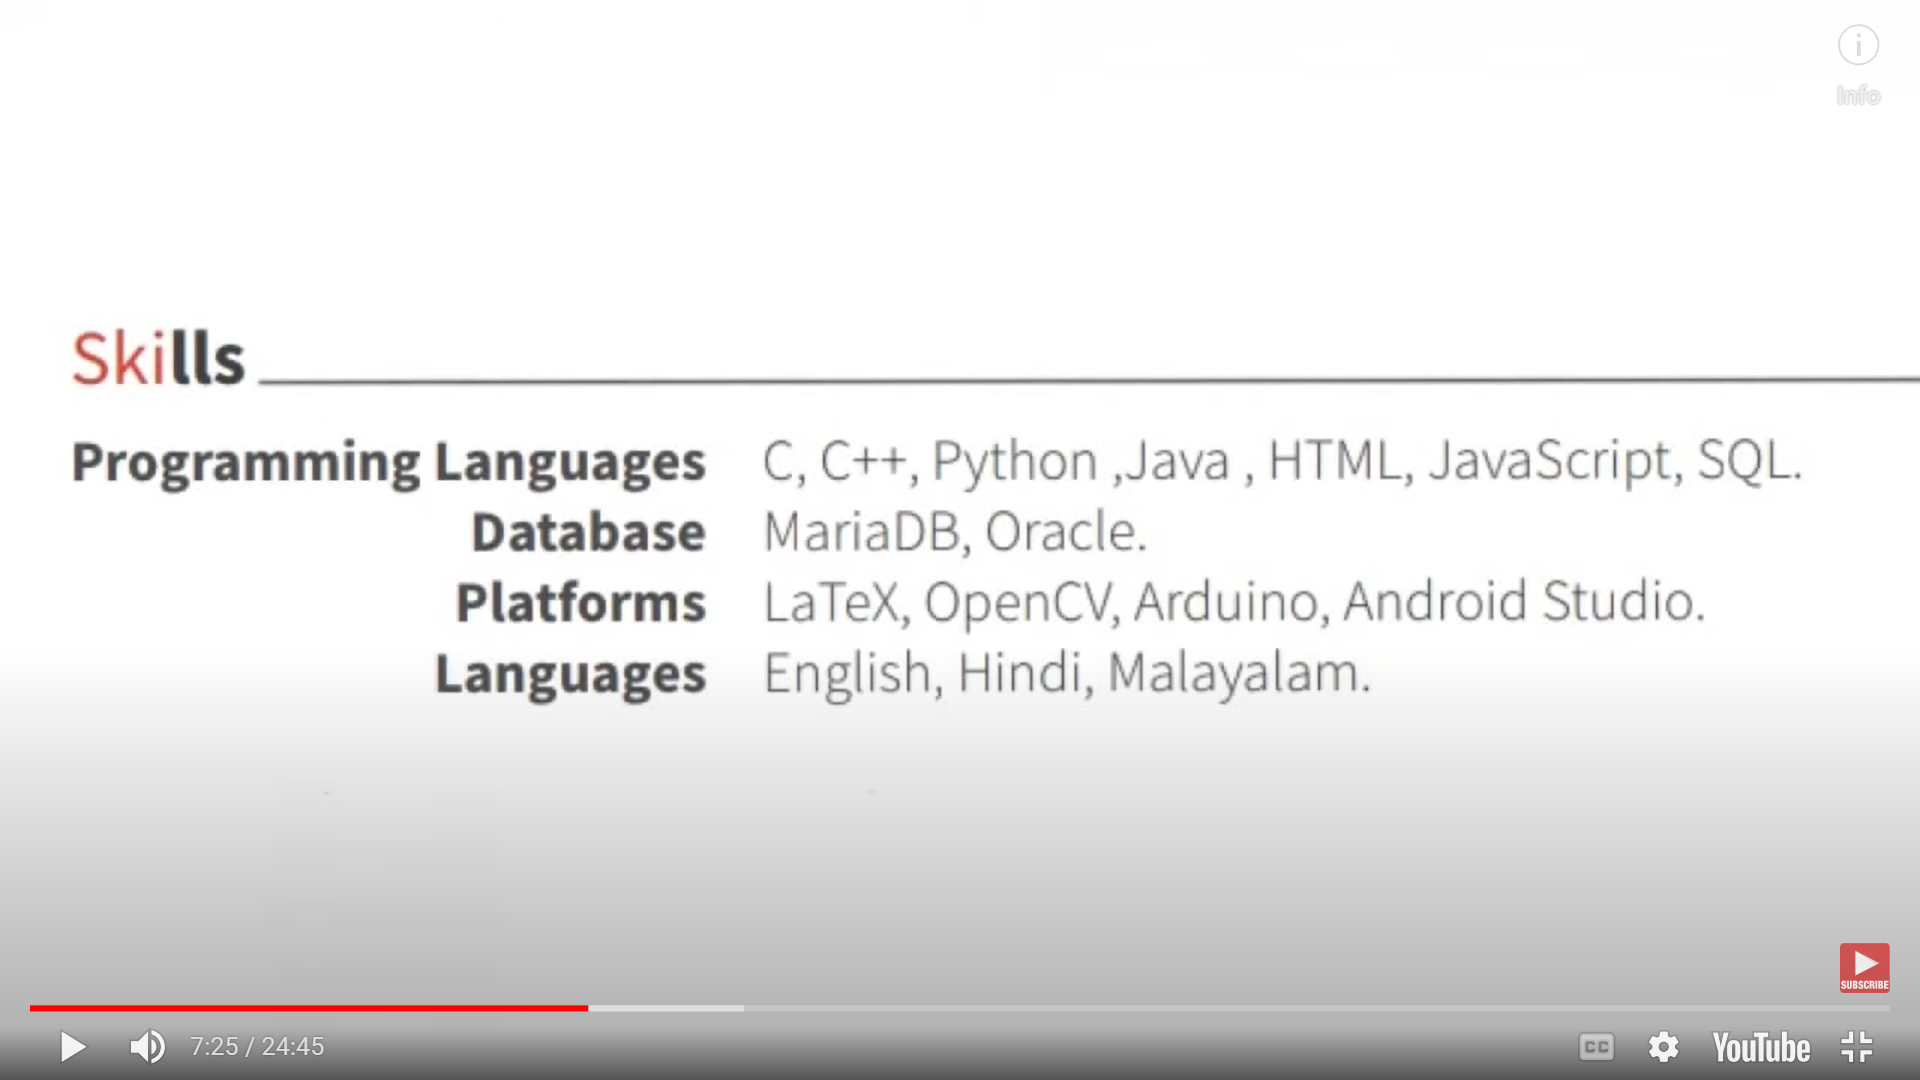 Info
Skills
Programming Languages C, C++, Python ,Java , HTML, JavaScript, SQL.
Database MariaDB, Oracle.
Platforms LaTeX, OpenCV, Arduino, Android Studio.
Languages English, Hindi, Malayalam.
SUBSCRIBE
7:25 / 24:45 CC YouTube